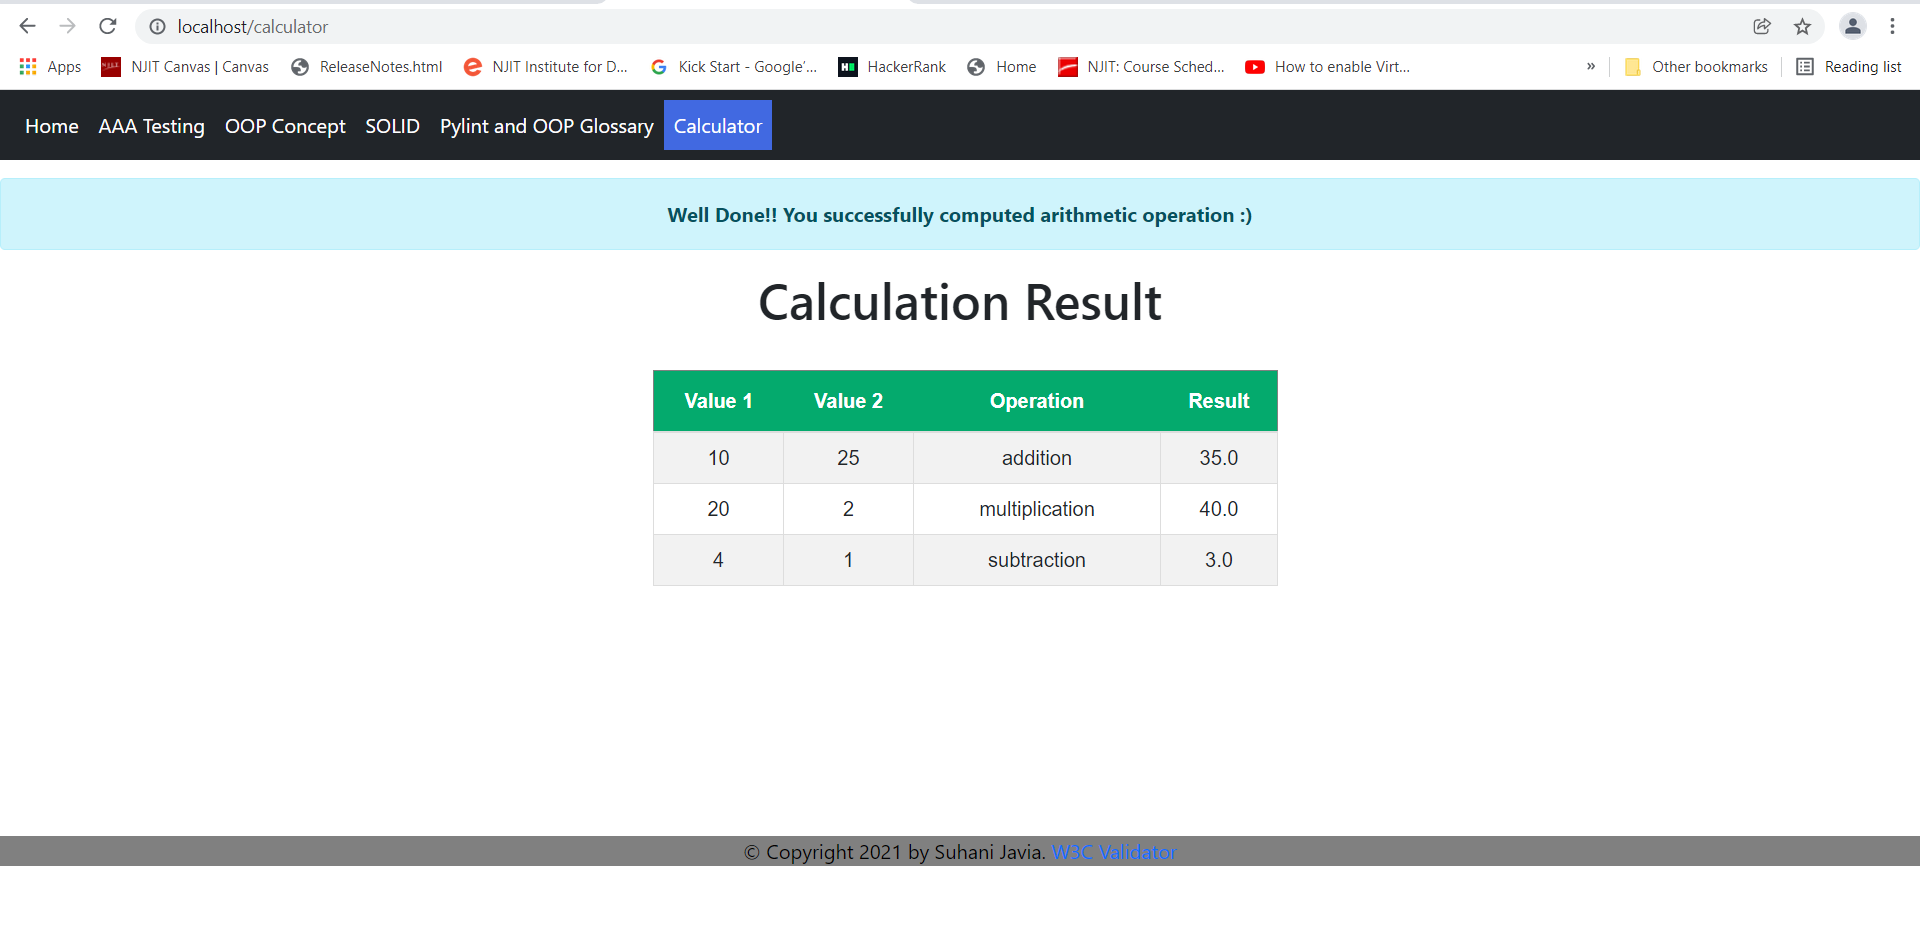 localhost/calculator
Apps NJIT Canvas | Canvas ReleaseNotes.html NJIT Institute for D... Kick Start - Google'... HackerRank Home NJIT: Course Sched... How to enable Virt... » Other bookmarks Reading list
Home AAA Testing OOP Concept SOLID Pylint and OOP Glossary Calculator
Well Done!! You successfully computed arithmetic operation :)
Calculation Result
Value 1 Value 2 Operation Result
10 25 addition 35.0
20 2 multiplication 40.0
4 1 subtraction 3.0
© Copyright 2021 by Suhani Javia. W3C Validator